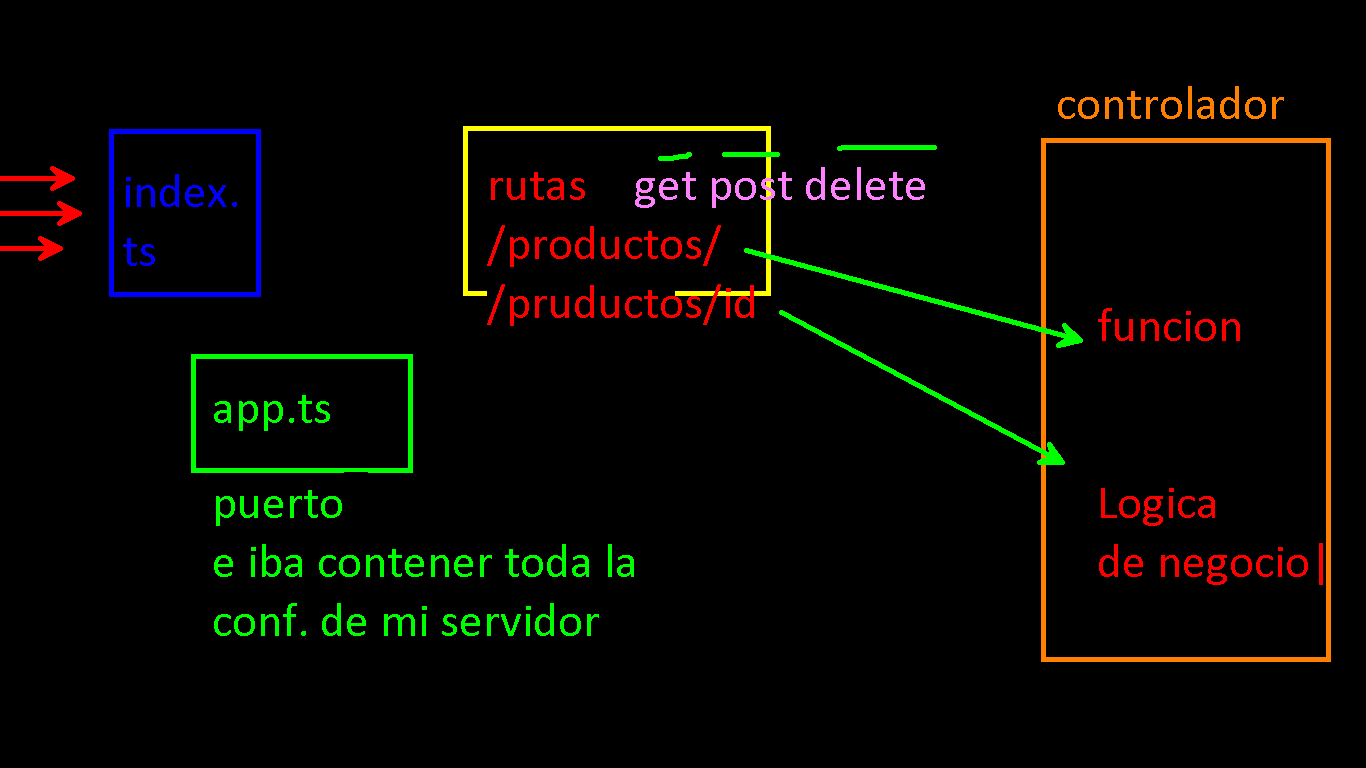 controlador
index.
ts
rutas get post delete
/productos/
/pruductos/id
funcion
app.ts
puerto
e iba contener toda la
conf. de mi servidor
Logica
de negocio